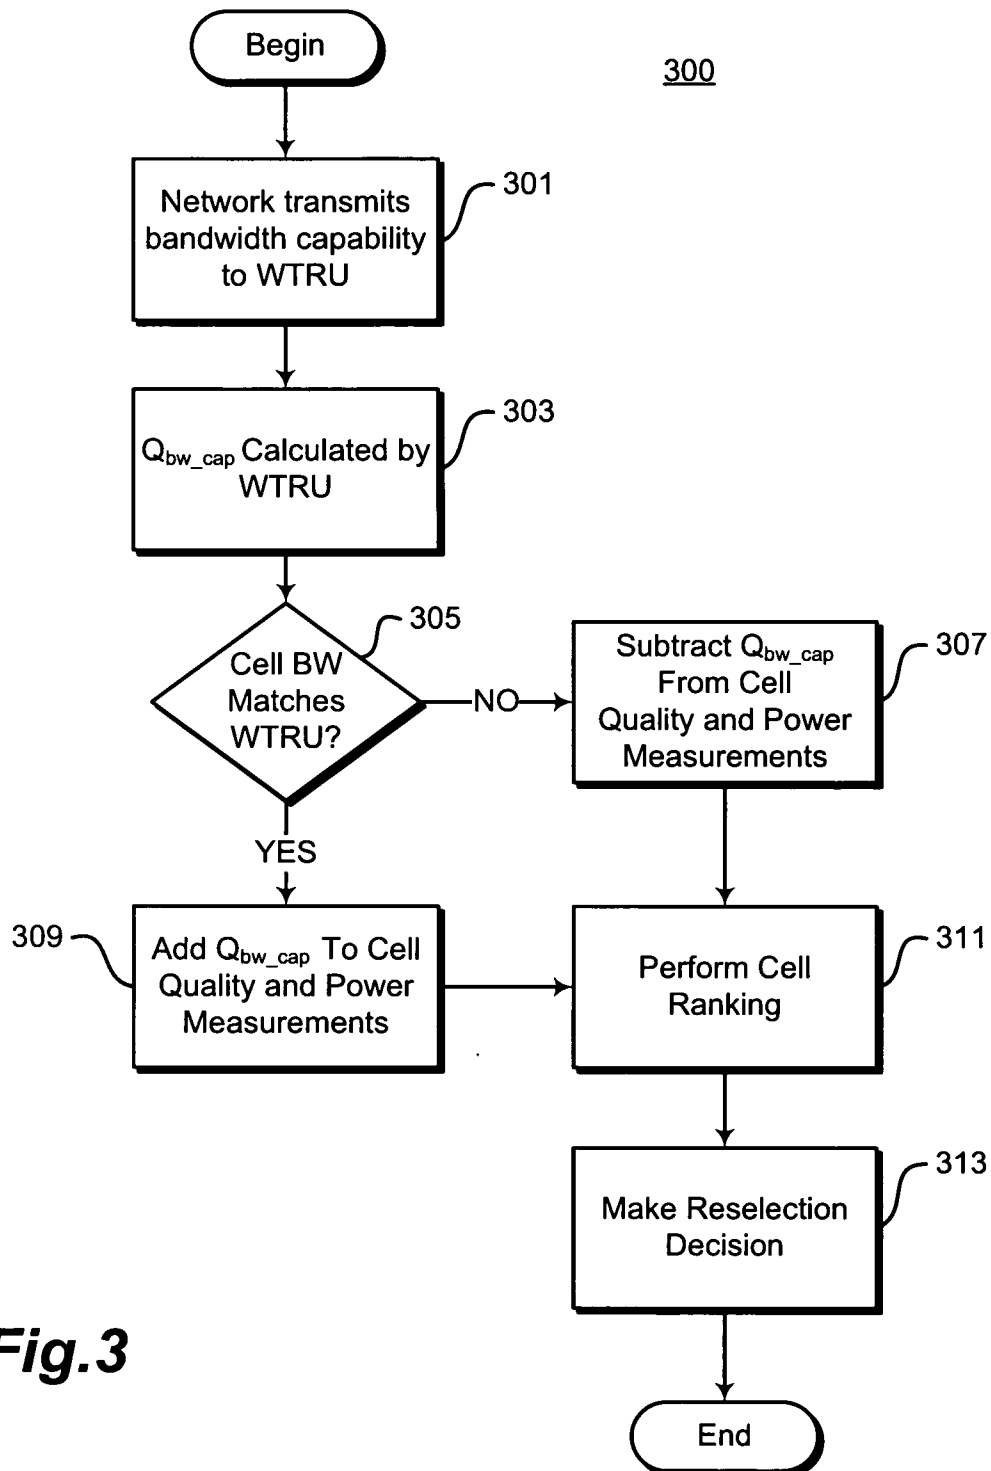 Begin
300
Network transmits
bandwidth capability
to WTRU
301
Q_bw_cap Calculated by
WTRU
303
Cell BW
Matches
WTRU?
305
NO
Subtract Q_bw_cap
From Cell
Quality and Power
Measurements
307
YES
309
Add Q_bw_cap To Cell
Quality and Power
Measurements
Perform Cell
Ranking
311
Make Reselection
Decision
313
Fig.3
End